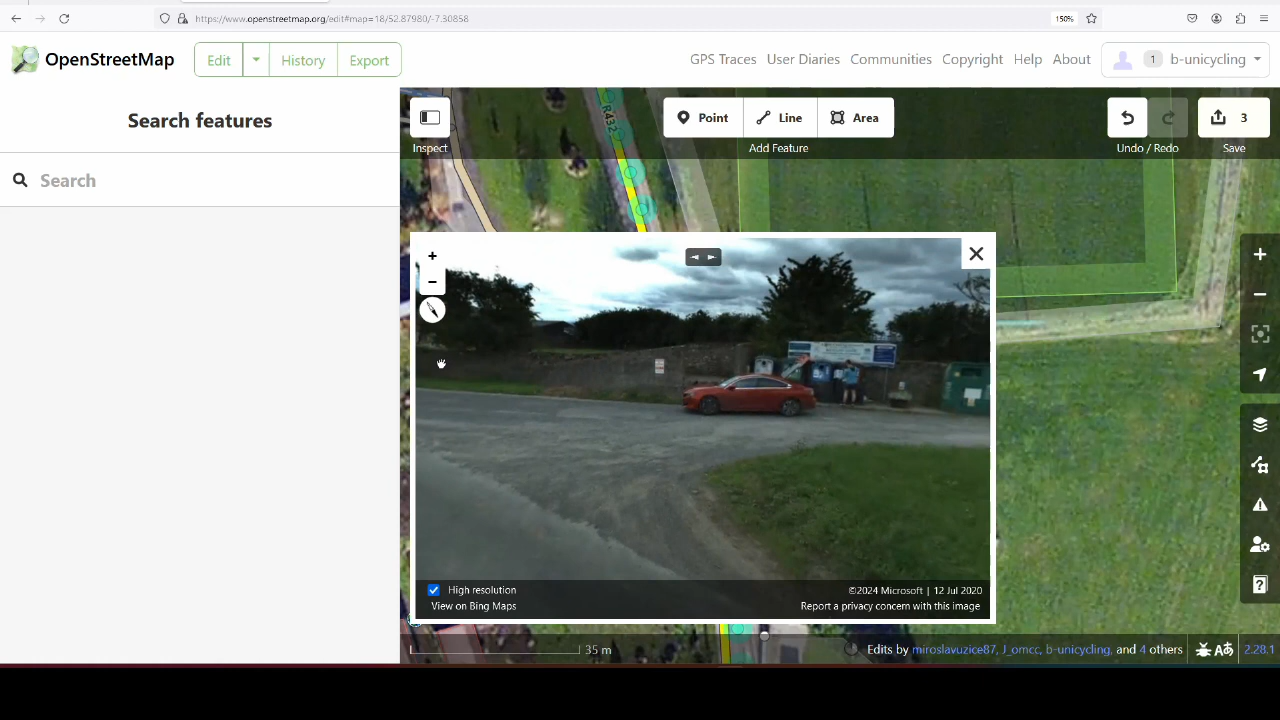 https://www.openstreetmap.org/edit#map=18/52.87980/-7.30858
150%
OpenStreetMap
Edit
History
Export
GPS Traces
User Diaries
Communities
Copyright
Help
About
1
b-unicycling
Search features
Search
Inspect
Point
Line
Area
Add Feature
Undo / Redo
3
Save
R432
High resolution
©2024 Microsoft | 12 Jul 2020
View on Bing Maps
Report a privacy concern with this image
35 m
Edits by miroslavuzice87, J_omcc, b-unicycling, and 4 others
2.28.1